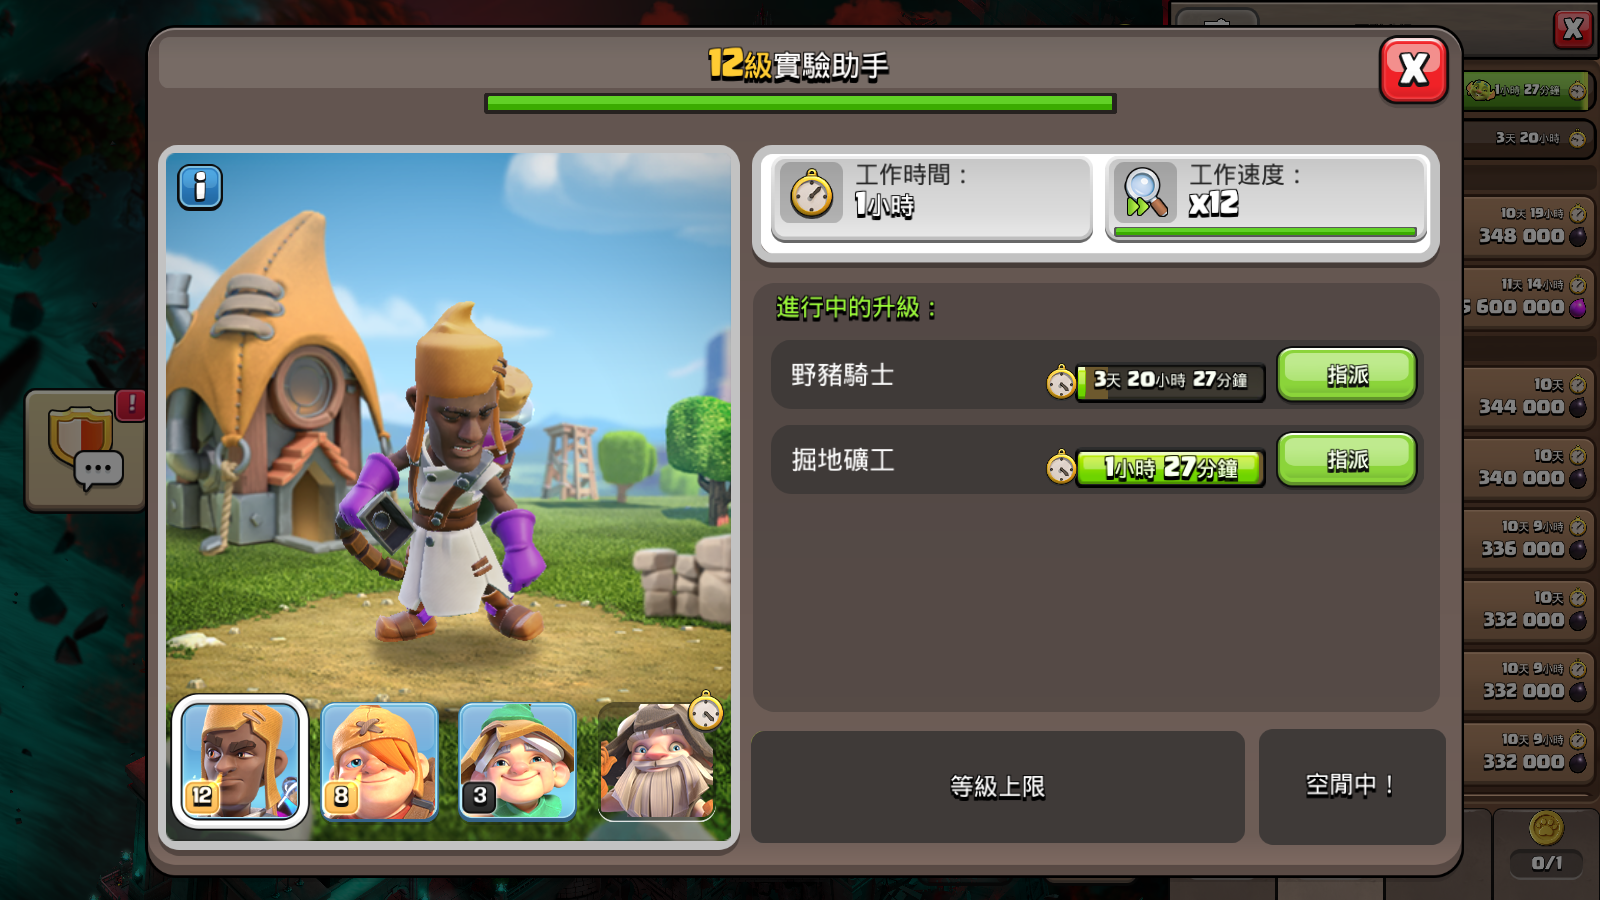 12級實驗助手
工作時間：
1小時
工作速度：
x12
進行中的升級：
野豬騎士
3天 20小時 27分鐘
指派
掘地礦工
1小時 27分鐘
指派
12
8
3
等級上限
空閒中！
1小時 27分鐘
3天 20小時
10天 19小時
348 000
11天 14小時
5 600 000
10天
344 000
10天
340 000
10天 9小時
336 000
10天
332 000
10天 9小時
332 000
10天 9小時
332 000
0/1